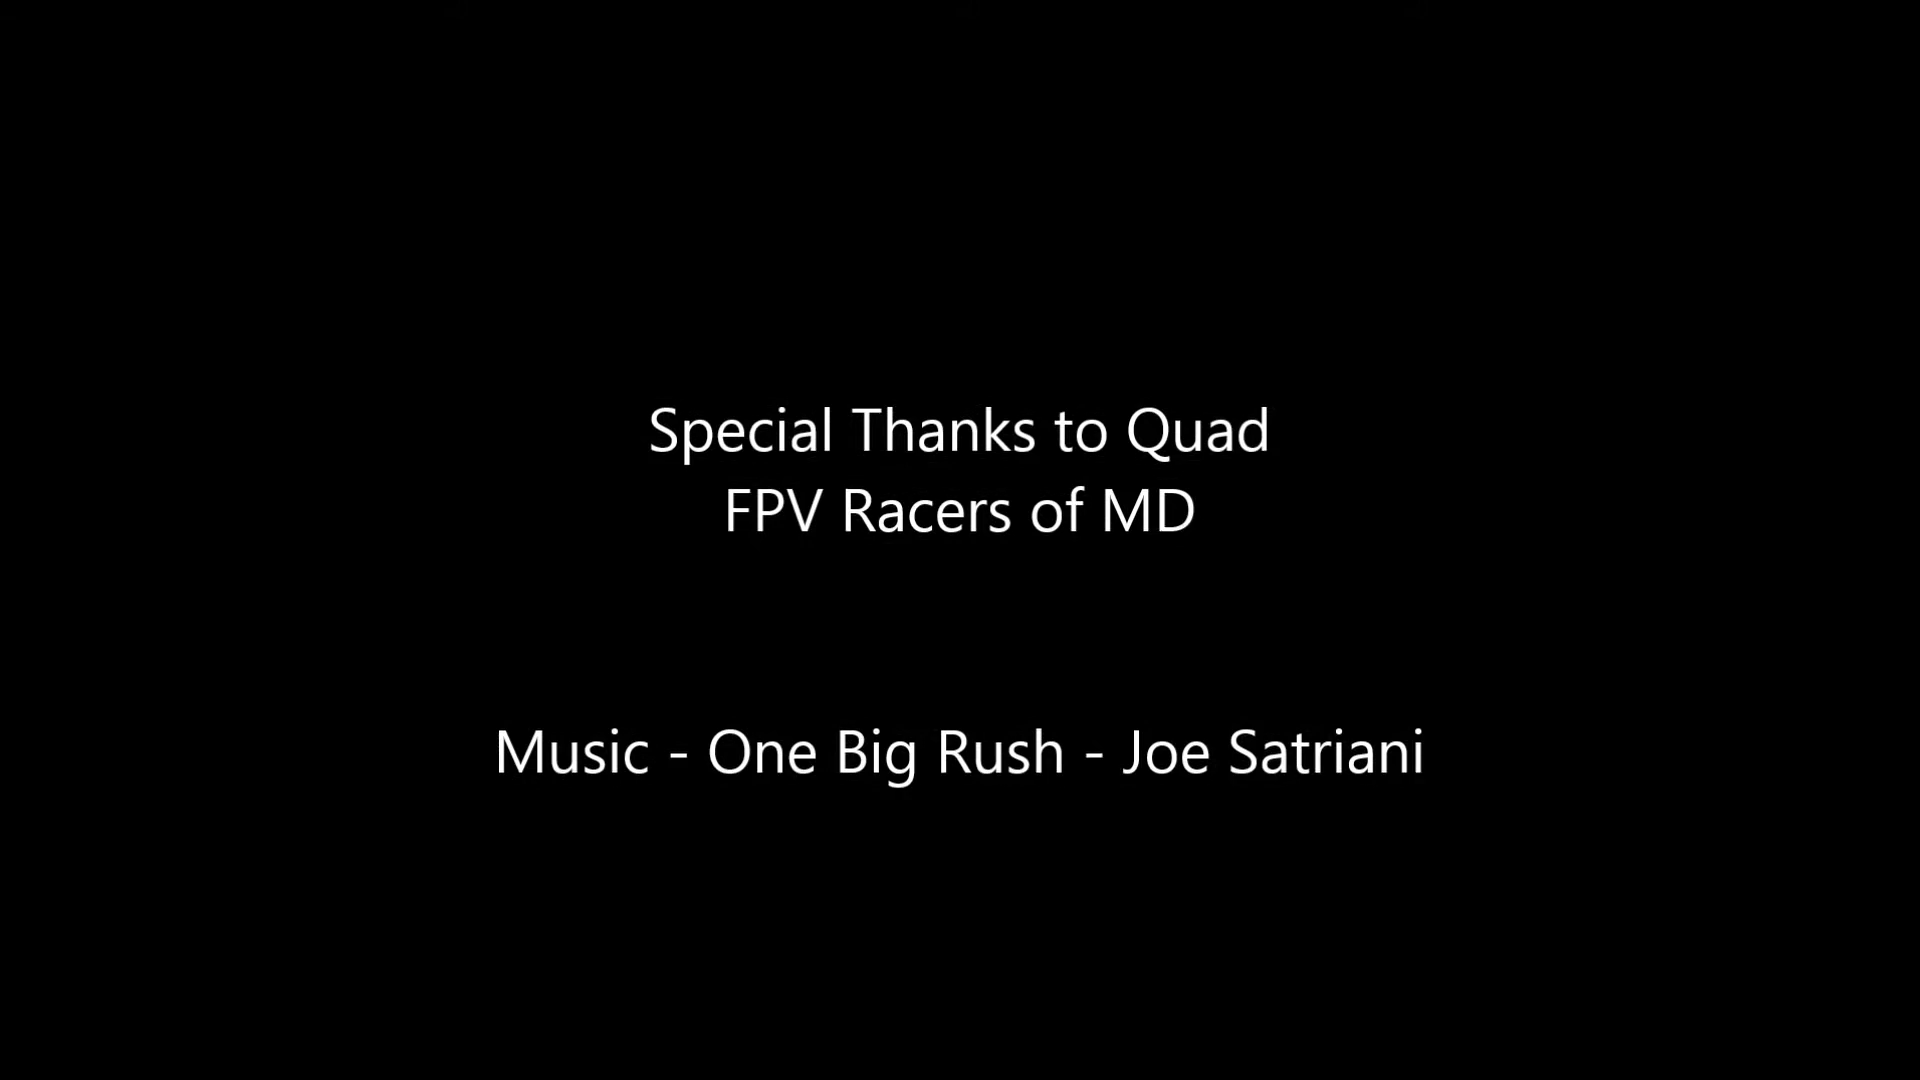 Special Thanks to Quad
FPV Racers of MD
Music - One Big Rush - Joe Satriani